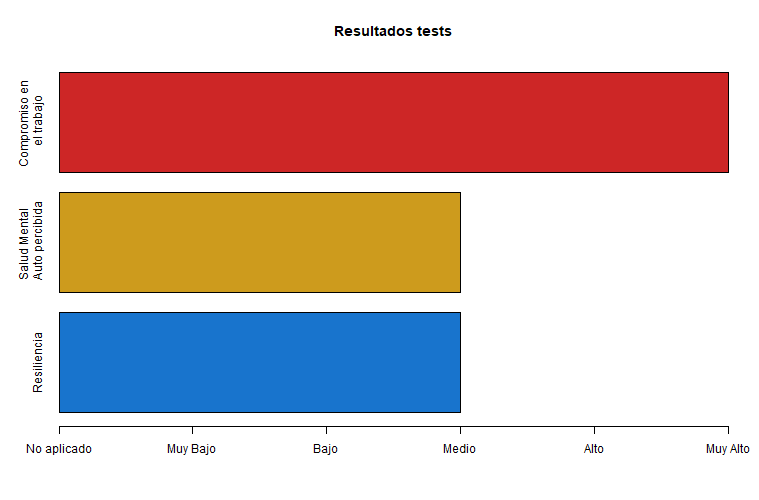 Resultados tests
Compromiso en
el trabajo
Salud Mental
Auto percibida
Resiliencia
No aplicado
Muy Bajo
Bajo
Medio
Alto
Muy Alto